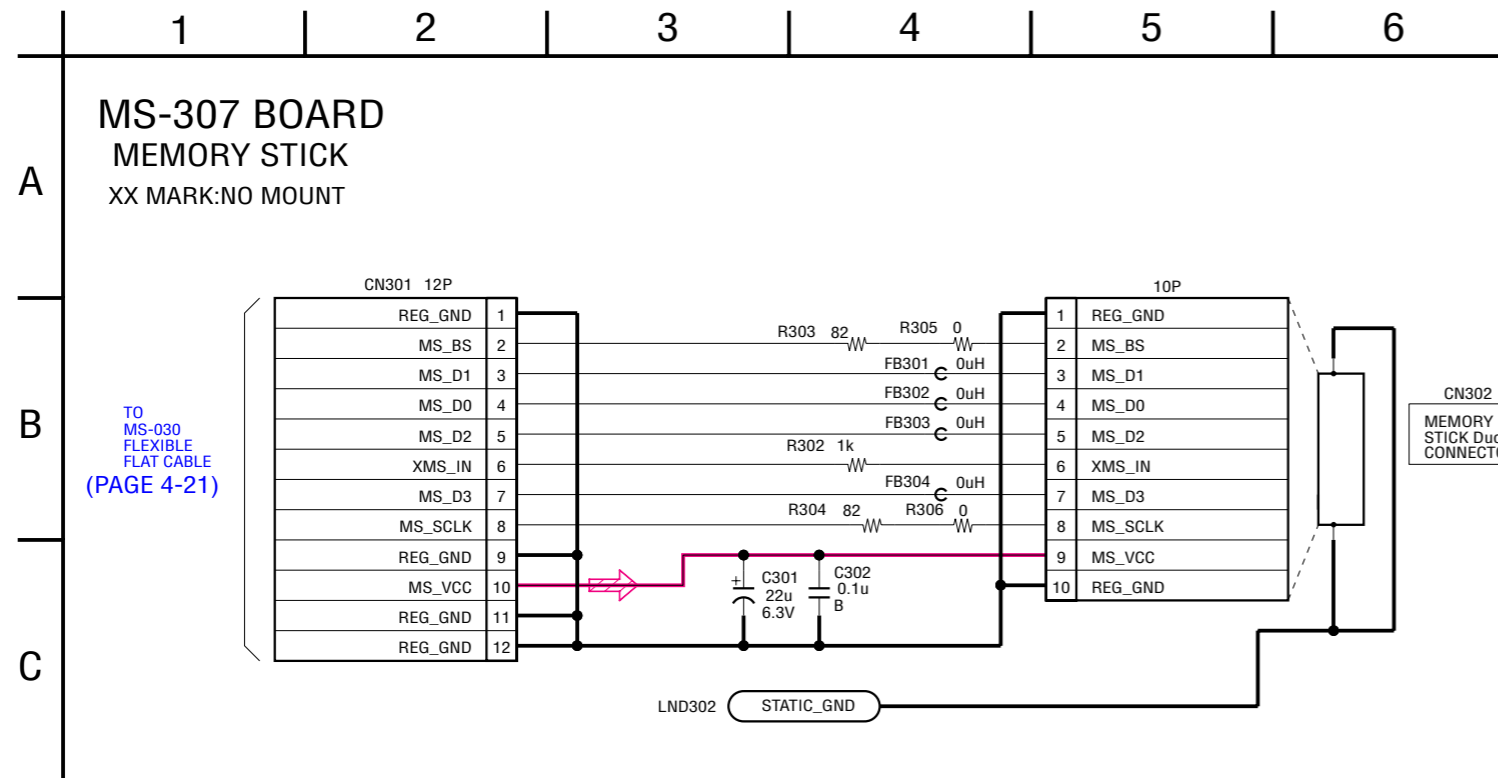 1 2 3 4 5 6
A
B
C
MS-307 BOARD
MEMORY STICK
XX MARK:NO MOUNT
TO
MS-030
FLEXIBLE
FLAT CABLE
(PAGE 4-21)
CN301 12P
REG_GND 1
MS_BS 2
MS_D1 3
MS_D0 4
MS_D2 5
XMS_IN 6
MS_D3 7
MS_SCLK 8
REG_GND 9
MS_VCC 10
REG_GND 11
REG_GND 12
R303 82 R305 0
FB301 0uH
FB302 0uH
FB303 0uH
R302 1k
FB304 0uH
R304 82 R306 0
+ C301
22u
6.3V
C302
0.1u
B
10P
1 REG_GND
2 MS_BS
3 MS_D1
4 MS_D0
5 MS_D2
6 XMS_IN
7 MS_D3
8 MS_SCLK
9 MS_VCC
10 REG_GND
CN302
MEMORY
STICK
LND302 STATIC_GND